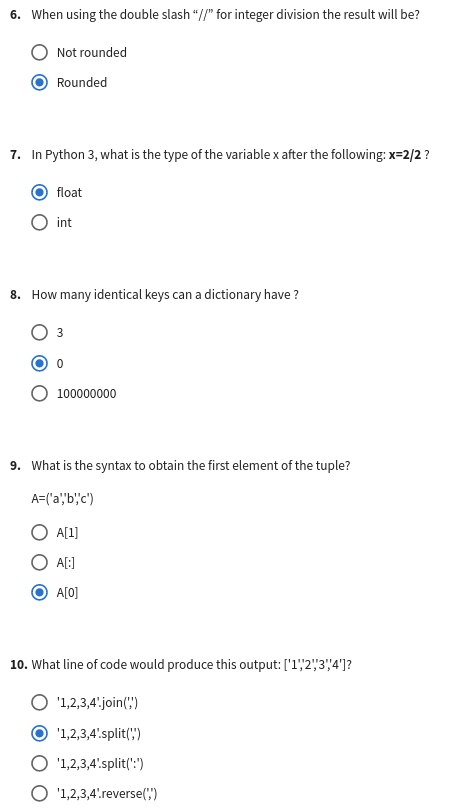 6. When using the double slash “//” for integer division the result will be?
Not rounded
Rounded
7. In Python 3, what is the type of the variable x after the following: x=2/2 ?
float
int
8. How many identical keys can a dictionary have ?
3
0
100000000
9. What is the syntax to obtain the first element of the tuple?
A=('a','b','c')
A[1]
A[:]
A[0]
10. What line of code would produce this output: ['1','2','3','4']?
'1,2,3,4'.join(',')
'1,2,3,4'.split(',')
'1,2,3,4'.split(':')
'1,2,3,4'.reverse(',')